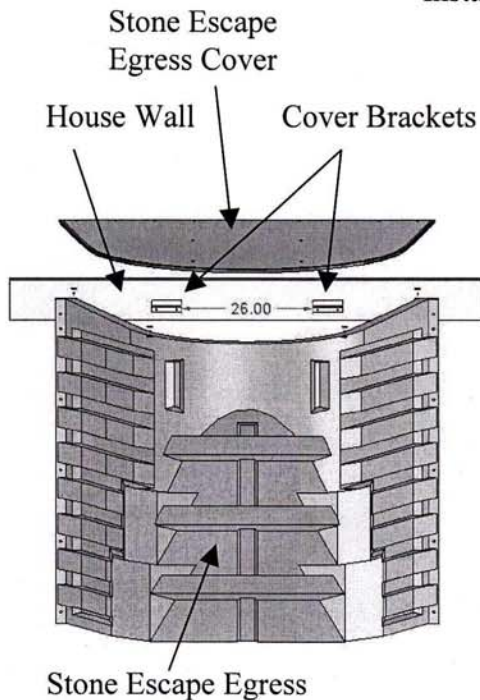 Stone Escape
Egress Cover
House Wall
Cover Brackets
26.00
Stone Escape Egress